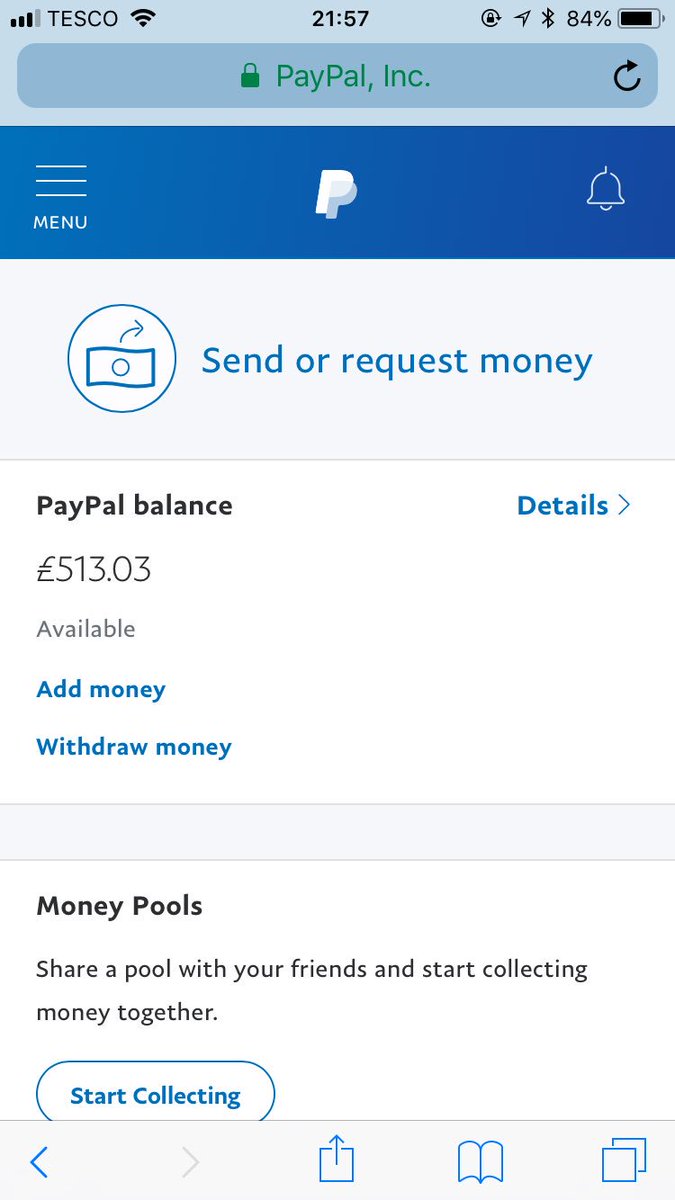 TESCO 21:57 84%
PayPal, Inc.
MENU
Send or request money
PayPal balance Details
£513.03
Available
Add money
Withdraw money
Money Pools
Share a pool with your friends and start collecting
money together.
Start Collecting